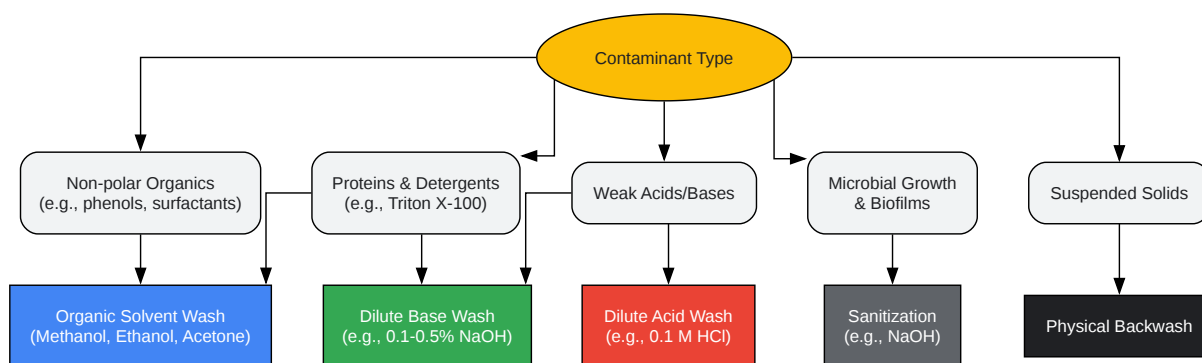 Contaminant Type
Non-polar Organics
(e.g., phenols, surfactants)
Proteins & Detergents
(e.g., Triton X-100)
Weak Acids/Bases
Microbial Growth
& Biofilms
Suspended Solids
Organic Solvent Wash
(Methanol, Ethanol, Acetone)
Dilute Base Wash
(e.g., 0.1-0.5% NaOH)
Dilute Acid Wash
(e.g., 0.1 M HCl)
Sanitization
(e.g., NaOH)
Physical Backwash